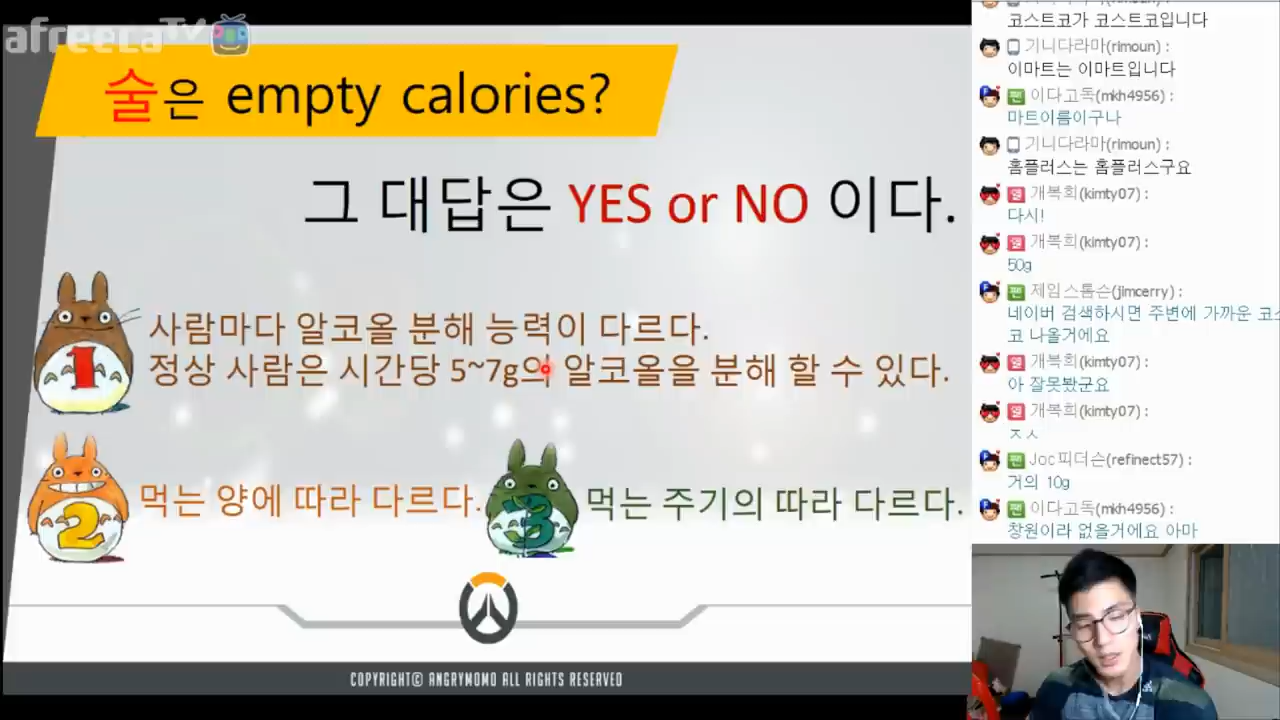 afreecaTV
술은 empty calories?
그 대답은 YES or NO 이다.
1
사람마다 알코올 분해 능력이 다르다.
정상 사람은 시간당 5~7g의 알코올을 분해 할 수 있다.
2
먹는 양에 따라 다르다.
3
먹는 주기의 따라 다르다.
COPYRIGHT© ANGRYMOMO ALL RIGHTS RESERVED
코스트코가 코스트코입니다
기니다라마(rimoun) :
이마트는 이마트입니다
팬 이다고독(mkh4956) :
마트이름이구나
기니다라마(rimoun) :
홈플러스는 홈플러스구요
열 개복희(kimty07) :
다시!
열 개복희(kimty07) :
50g
팬 제임스톰슨(jimcerry) :
네이버 검색하시면 주변에 가까운 코스
코 나올거에요
열 개복희(kimty07) :
아 잘못봤군요
열 개복희(kimty07) :
ㅈㅅ
팬 Joc피더슨(refinect57) :
거의 10g
팬 이다고독(mkh4956) :
창원이라 없을거에요 아마